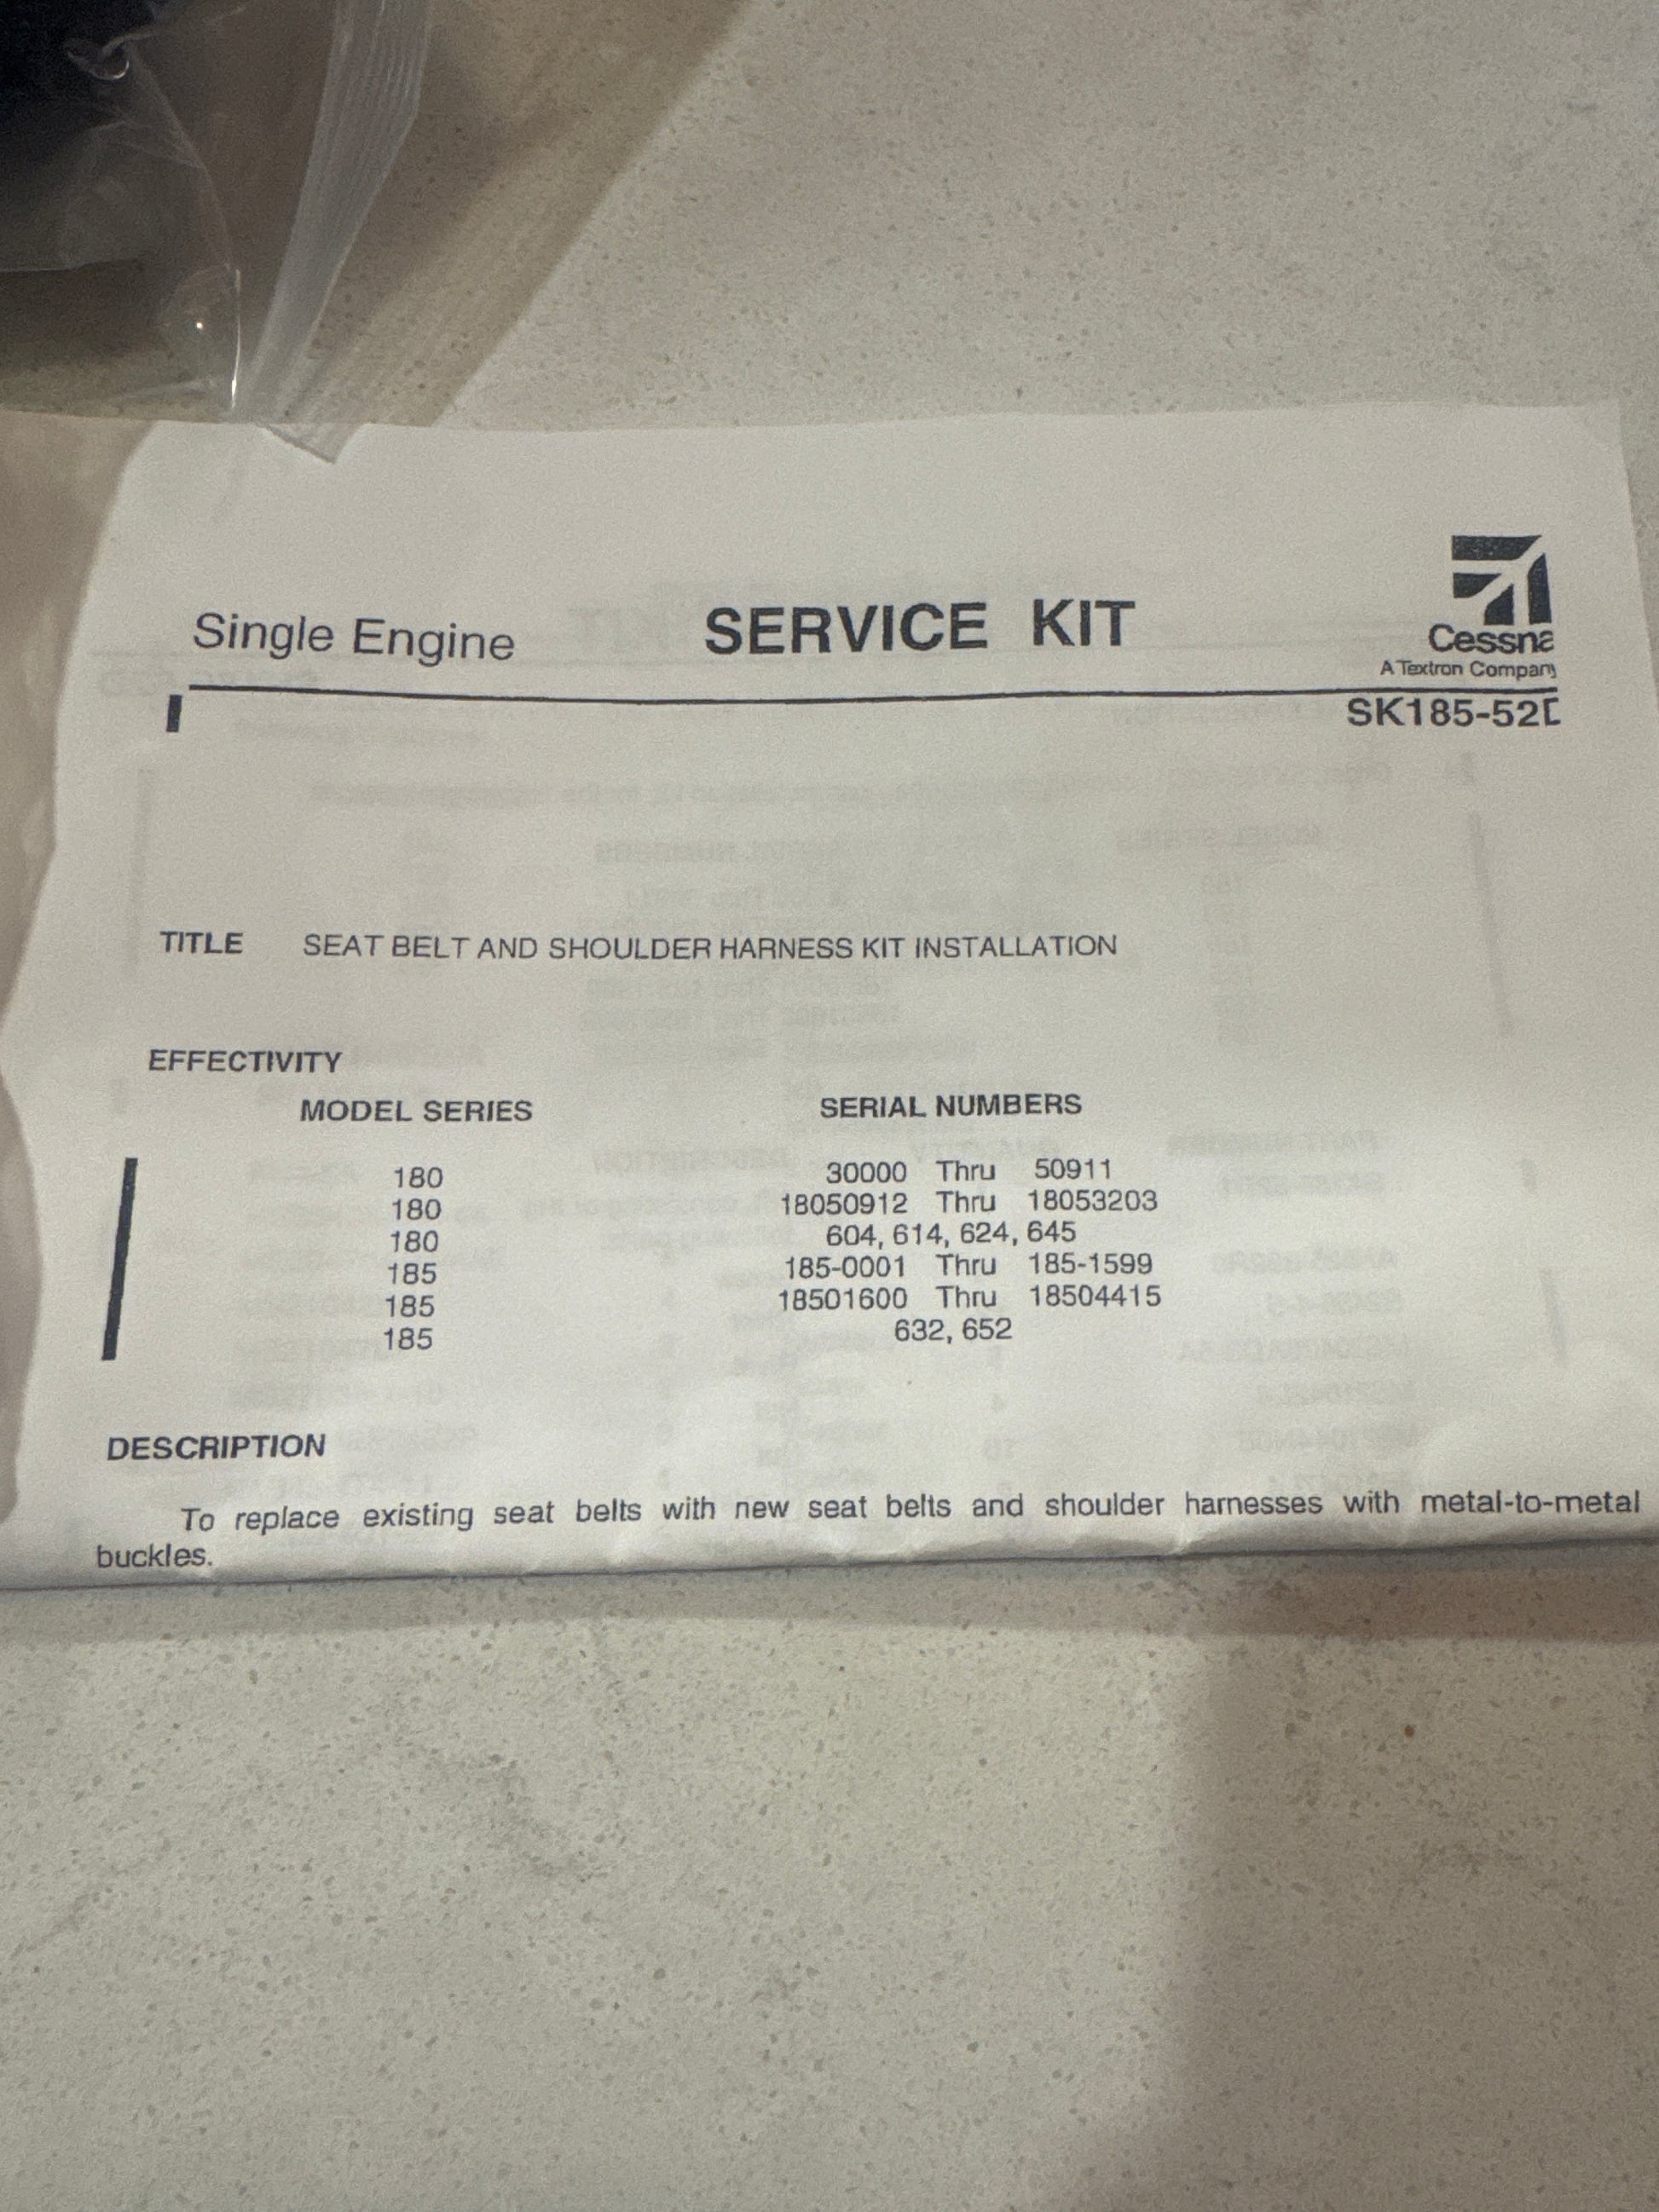 Single Engine SERVICE KIT
Cessna
A Textron Company
SK185-52D
TITLE SEAT BELT AND SHOULDER HARNESS KIT INSTALLATION
EFFECTIVITY
MODEL SERIES SERIAL NUMBERS
180 30000 Thru 50911
180 18050912 Thru 18053203
180 604, 614, 624, 645
185 185-0001 Thru 185-1599
185 18501600 Thru 18504415
185 632, 652
DESCRIPTION
To replace existing seat belts with new seat belts and shoulder harnesses with metal-to-metal
buckles.